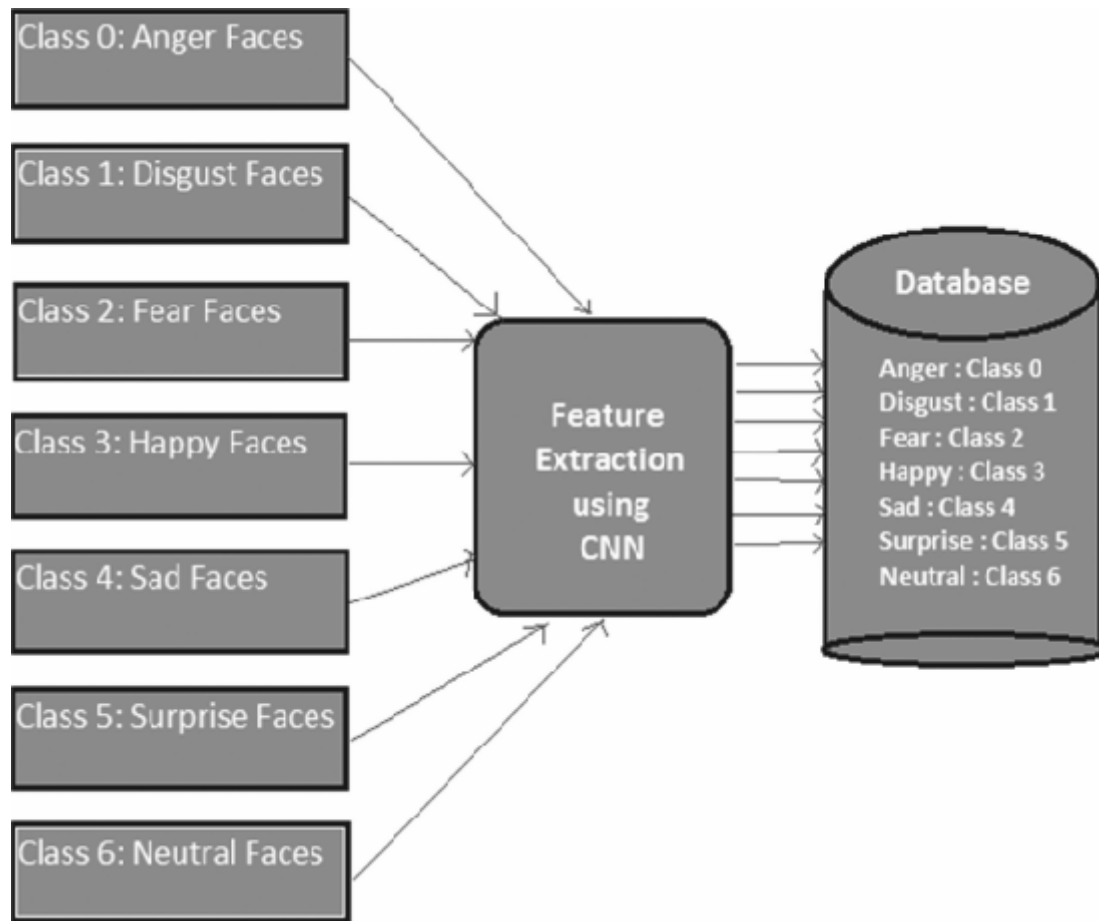 Class 0: Anger Faces
Class 1: Disgust Faces
Class 2: Fear Faces
Class 3: Happy Faces
Class 4: Sad Faces
Class 5: Surprise Faces
Class 6: Neutral Faces
Feature
Extraction
using
CNN
Database
Anger : Class 0
Disgust : Class 1
Fear : Class 2
Happy : Class 3
Sad : Class 4
Surprise : Class 5
Neutral : Class 6